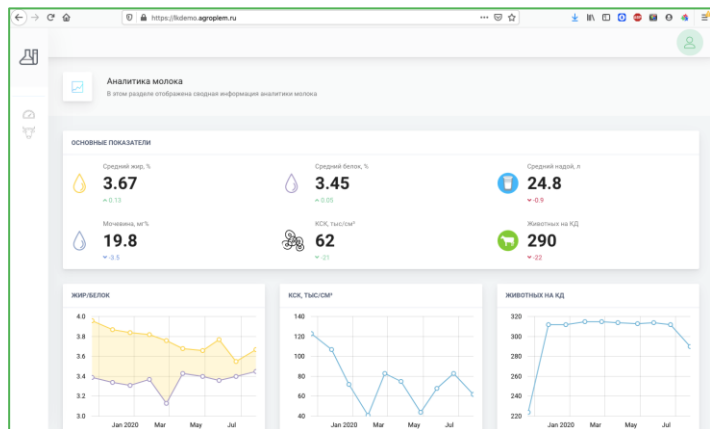 https://lkdemo.agroplem.ru
Аналитика молока
В этом разделе отображена сводная информация аналитики молока
ОСНОВНЫЕ ПОКАЗАТЕЛИ
Средний жир, %
3.67
0.13
Средний белок, %
3.45
0.05
Средний надой, л
24.8
-0.9
Мочевина, мг%
19.8
-3.5
КСК, тыс/см³
62
-21
Животных на КД
290
-22
ЖИР/БЕЛОК
4.0
3.8
3.6
3.4
3.2
3.0
Jan 2020 Mar May Jul
КСК, ТЫС/СМ³
140
120
100
80
60
40
Jan 2020 Mar May Jul
ЖИВОТНЫХ НА КД
320
300
280
260
240
220
Jan 2020 Mar May Jul